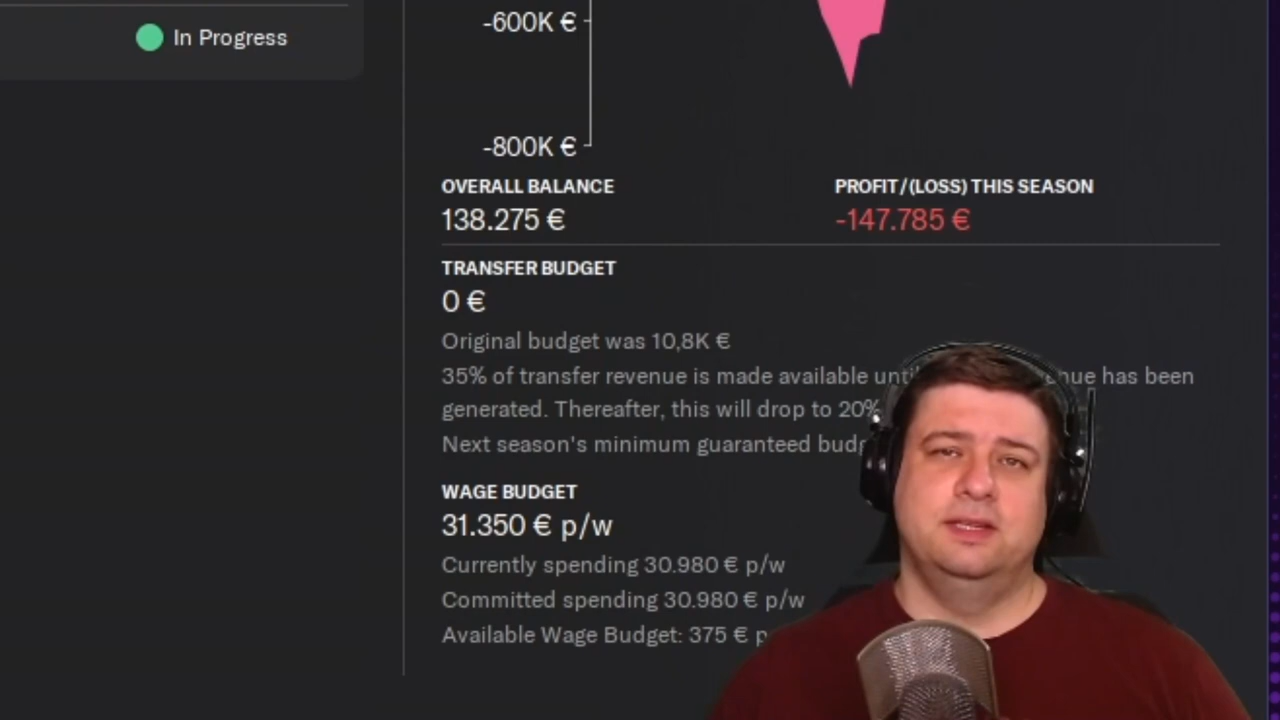 -600K €
In Progress
-800K €
OVERALL BALANCE
PROFIT/(LOSS) THIS SEASON
138.275 €
-147.785 €
TRANSFER BUDGET
0 €
Original budget was 10,8K €
35% of transfer revenue is made available has been
generated. Thereafter, this will drop to 20%
Next season's minimum guaranteed
WAGE BUDGET
31.350 € p/w
Currently spending 30.980 € p/w
Committed spending 30.980 € p/w
Available Wage Budget: 375 €